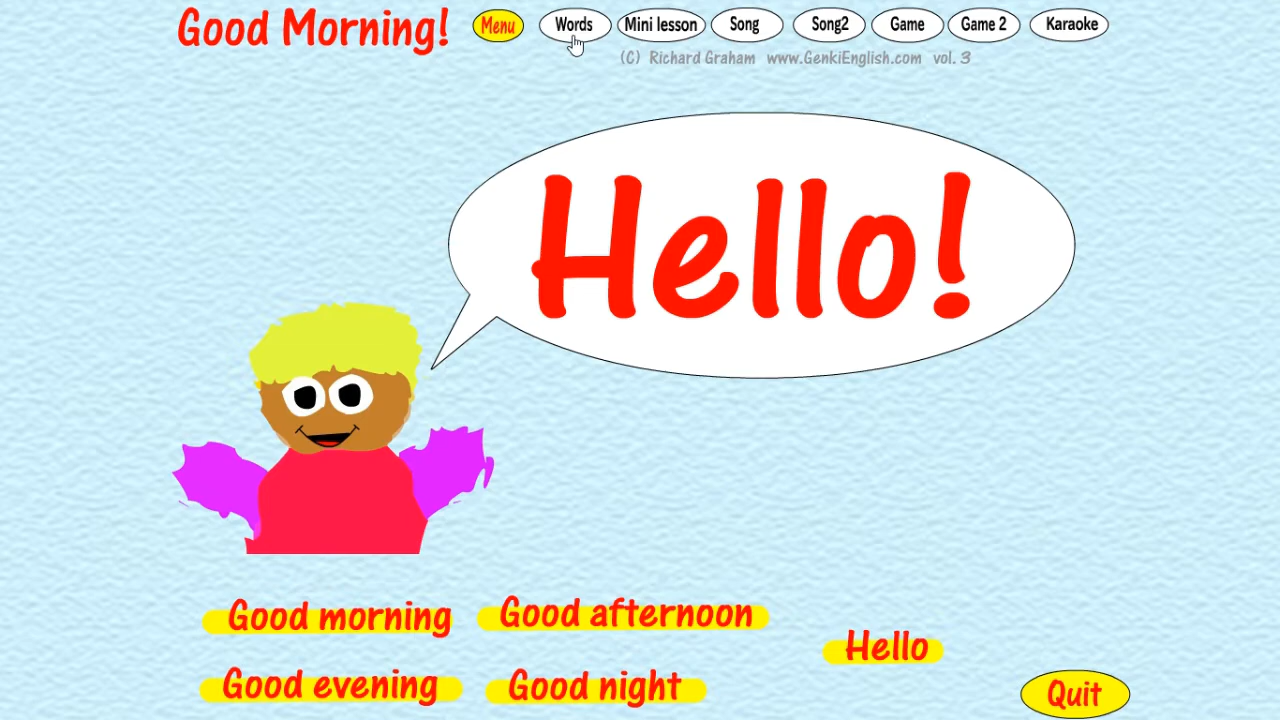 Good Morning! Menu Words Mini lesson Song Song2 Game Game 2 Karaoke
(C) Richard Graham www.GenkiEnglish.com vol. 3
Hello!
Good morning Good afternoon
Hello
Good evening Good night
Quit